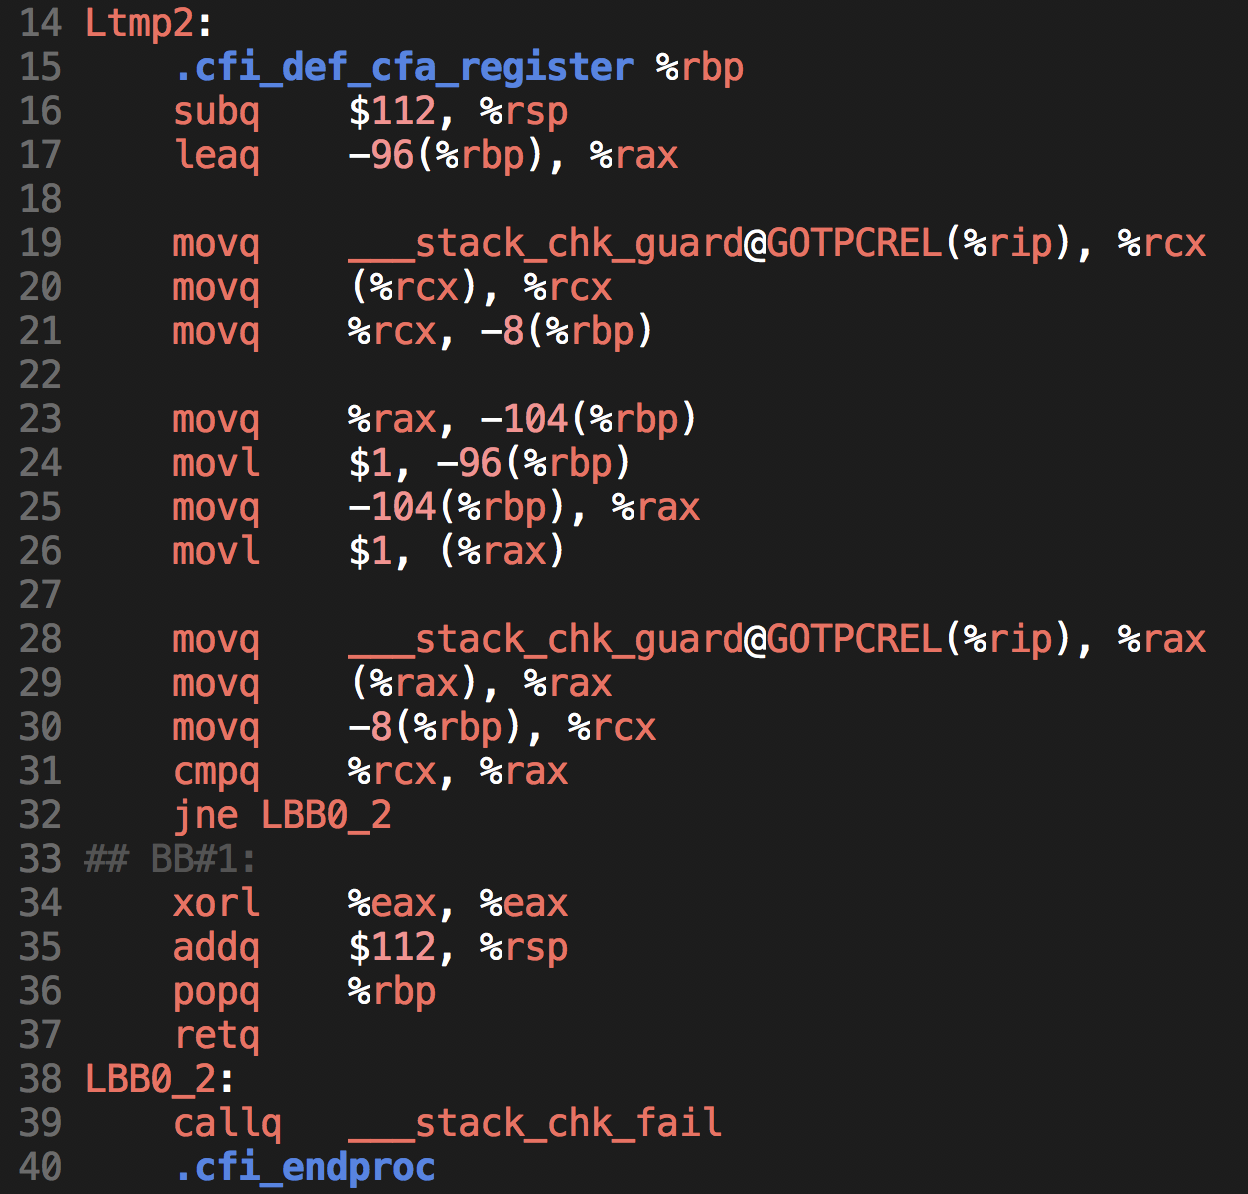 14 Ltmp2:
15     .cfi_def_cfa_register %rbp
16     subq    $112, %rsp
17     leaq    -96(%rbp), %rax
18
19     movq    ___stack_chk_guard@GOTPCREL(%rip), %rcx
20     movq    (%rcx), %rcx
21     movq    %rcx, -8(%rbp)
22
23     movq    %rax, -104(%rbp)
24     movl    $1, -96(%rbp)
25     movq    -104(%rbp), %rax
26     movl    $1, (%rax)
27
28     movq    ___stack_chk_guard@GOTPCREL(%rip), %rax
29     movq    (%rax), %rax
30     movq    -8(%rbp), %rcx
31     cmpq    %rcx, %rax
32     jne LBB0_2
33 ## BB#1:
34     xorl    %eax, %eax
35     addq    $112, %rsp
36     popq    %rbp
37     retq
38 LBB0_2:
39     callq   ___stack_chk_fail
40     .cfi_endproc